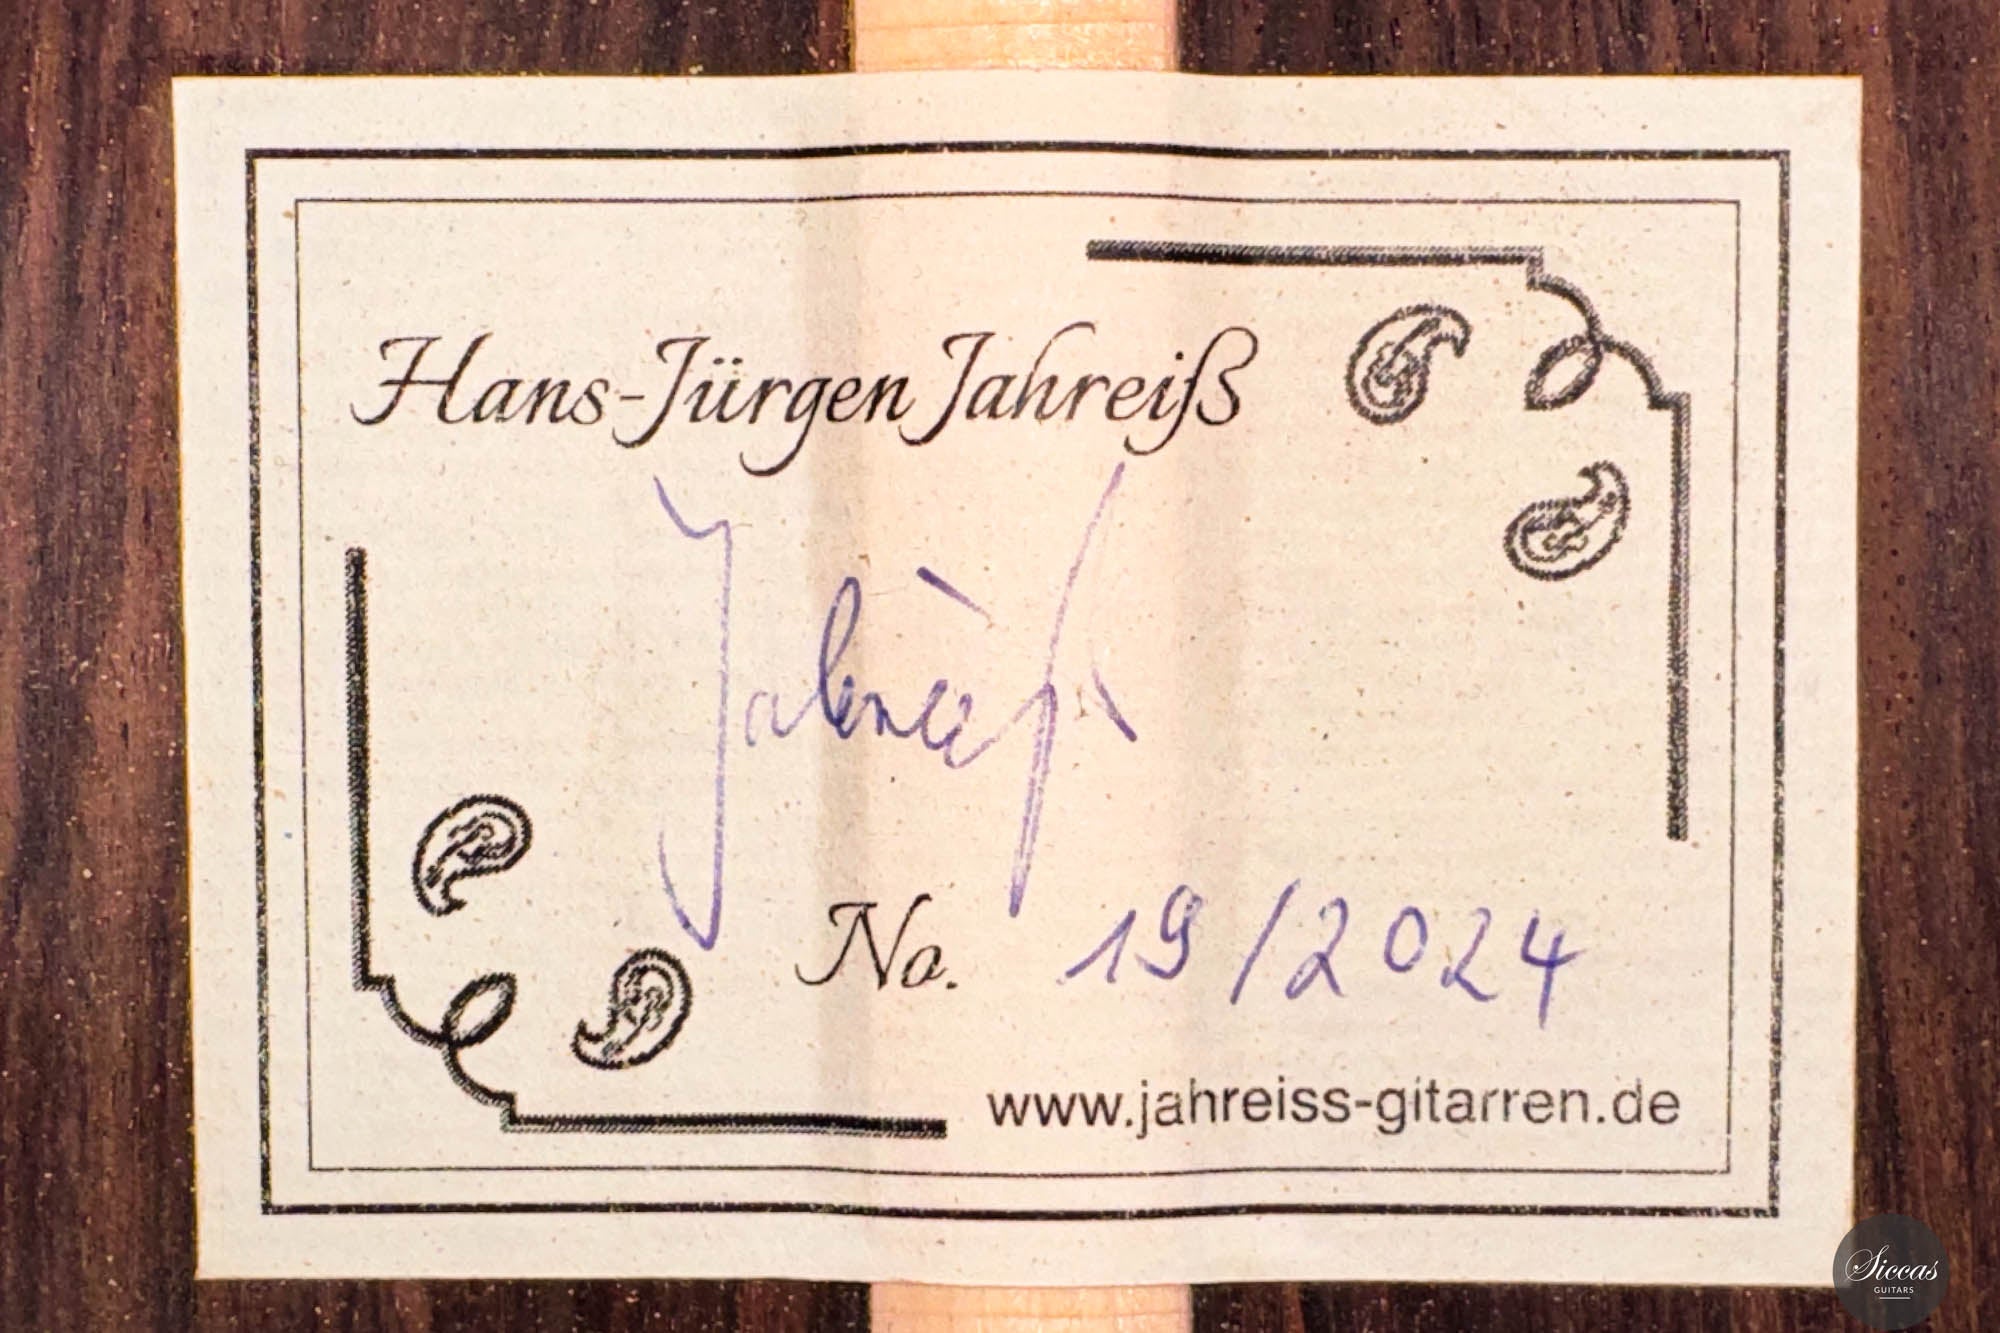 Hans-Jürgen Jahreiß
Jahreiß
No. 19/2024
www.jahreiss-gitarren.de
Siccas
GUITARS